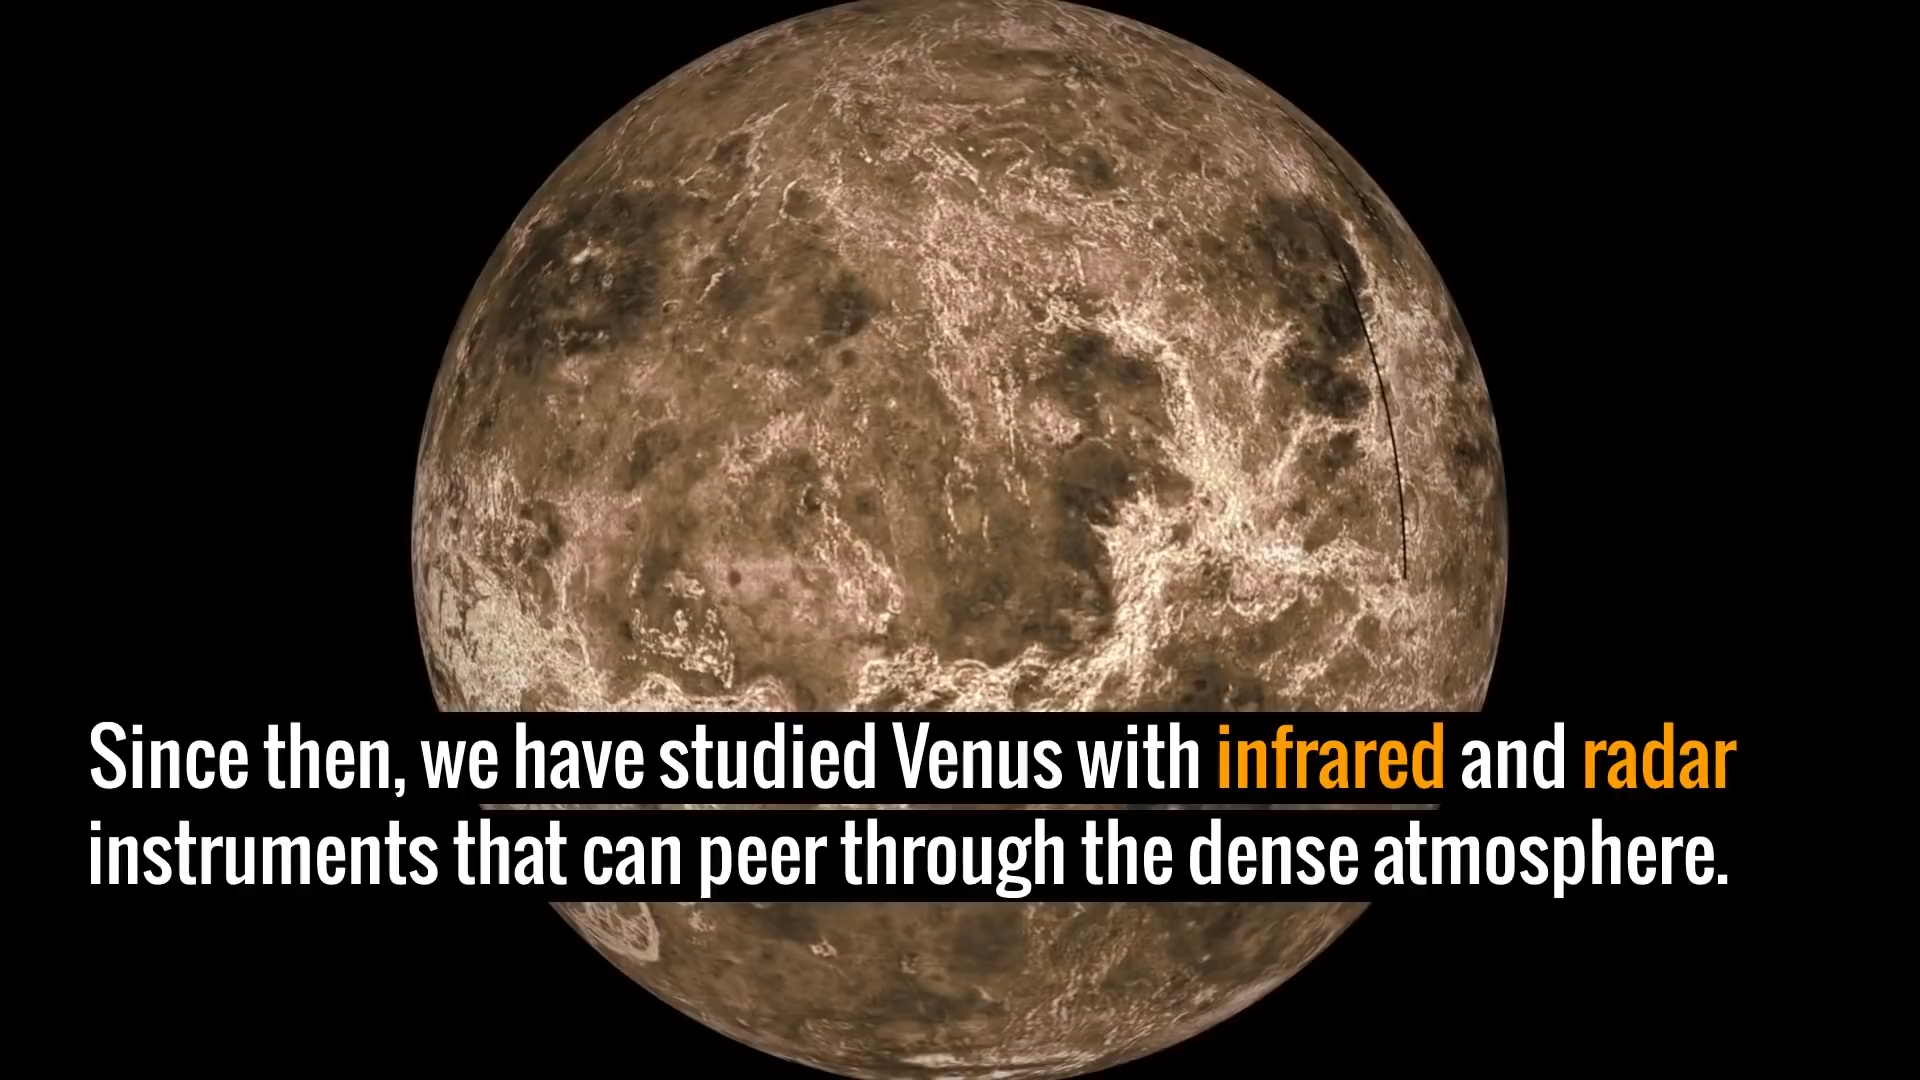 Since then, we have studied Venus with infrared and radar
instruments that can peer through the dense atmosphere.